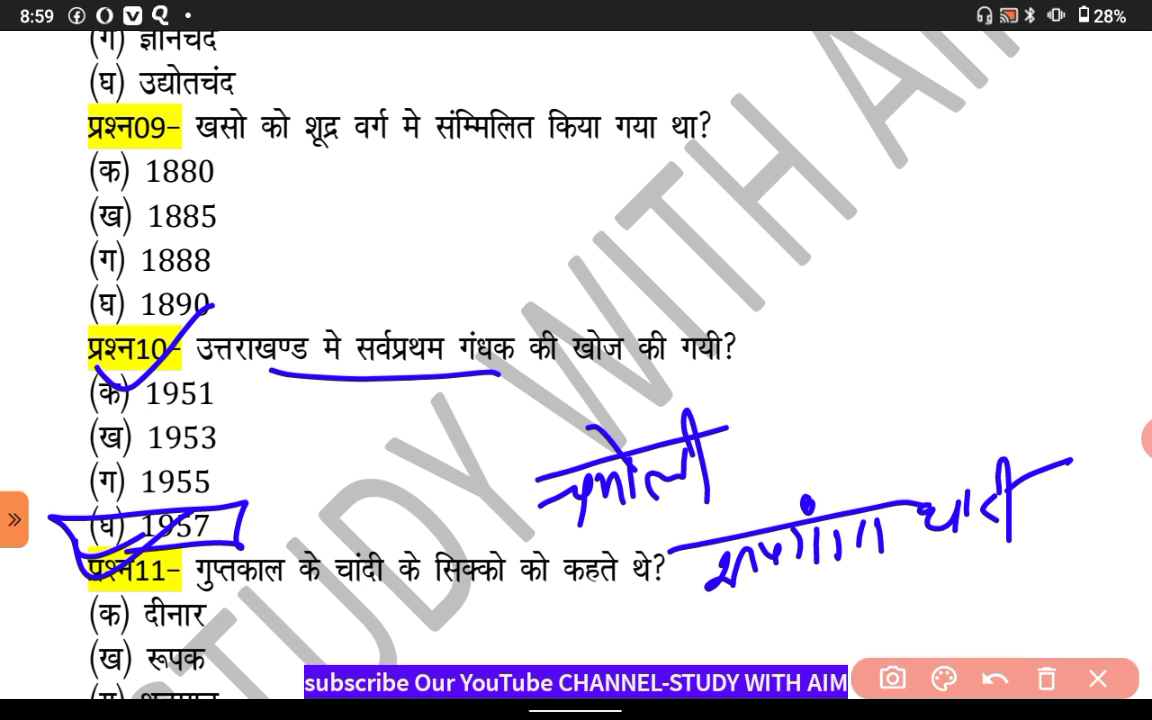 8:59
28%
(ग) ज्ञानचंद
(घ) उद्योतचंद
प्रश्न09- खसो को शूद्र वर्ग मे संम्मिलित किया गया था?
(क) 1880
(ख) 1885
(ग) 1888
(घ) 1890
प्रश्न10- उत्तराखण्ड मे सर्वप्रथम गंधक की खोज की गयी?
(क) 1951
(ख) 1953
(ग) 1955
(घ) 1957
चमोली
घाटी
प्रश्न11- गुप्तकाल के चांदी के सिक्को को कहते थे?
(क) दीनार
(ख) रूपक
STUDY WITH AIM
subscribe Our YouTube CHANNEL-STUDY WITH AIM